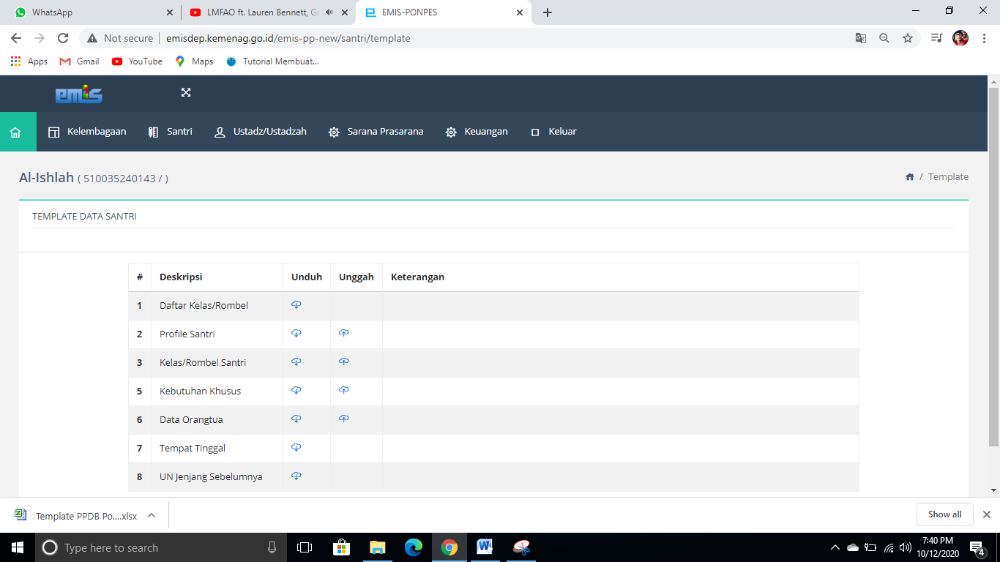 WhatsApp
LMFAO ft. Lauren Bennett, Go
EMIS-PONPES
Not secure | emisdep.kemenag.go.id/emis-pp-new/santri/template
Apps Gmail YouTube Maps Tutorial Membuat...
emis
Kelembagaan Santri Ustadz/Ustadzah Sarana Prasarana Keuangan Keluar
Al-Ishlah ( 510035240143 / )
/ Template
TEMPLATE DATA SANTRI
# Deskripsi Unduh Unggah Keterangan
1 Daftar Kelas/Rombel
2 Profile Santri
3 Kelas/Rombel Santri
5 Kebutuhan Khusus
6 Data Orangtua
7 Tempat Tinggal
8 UN Jenjang Sebelumnya
Template PPDB Po....xlsx
Show all
Type here to search
7:40 PM
10/12/2020
4